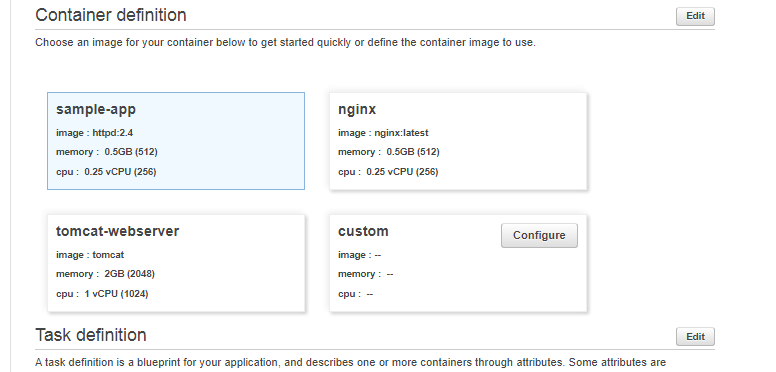 Container definition
Edit
Choose an image for your container below to get started quickly or define the container image to use.
sample-app
image : httpd:2.4
memory : 0.5GB (512)
cpu : 0.25 vCPU (256)
nginx
image : nginx:latest
memory : 0.5GB (512)
cpu : 0.25 vCPU (256)
tomcat-webserver
image : tomcat
memory : 2GB (2048)
cpu : 1 vCPU (1024)
custom
Configure
image : --
memory : --
cpu : --
Task definition
Edit
A task definition is a blueprint for your application, and describes one or more containers through attributes. Some attributes are